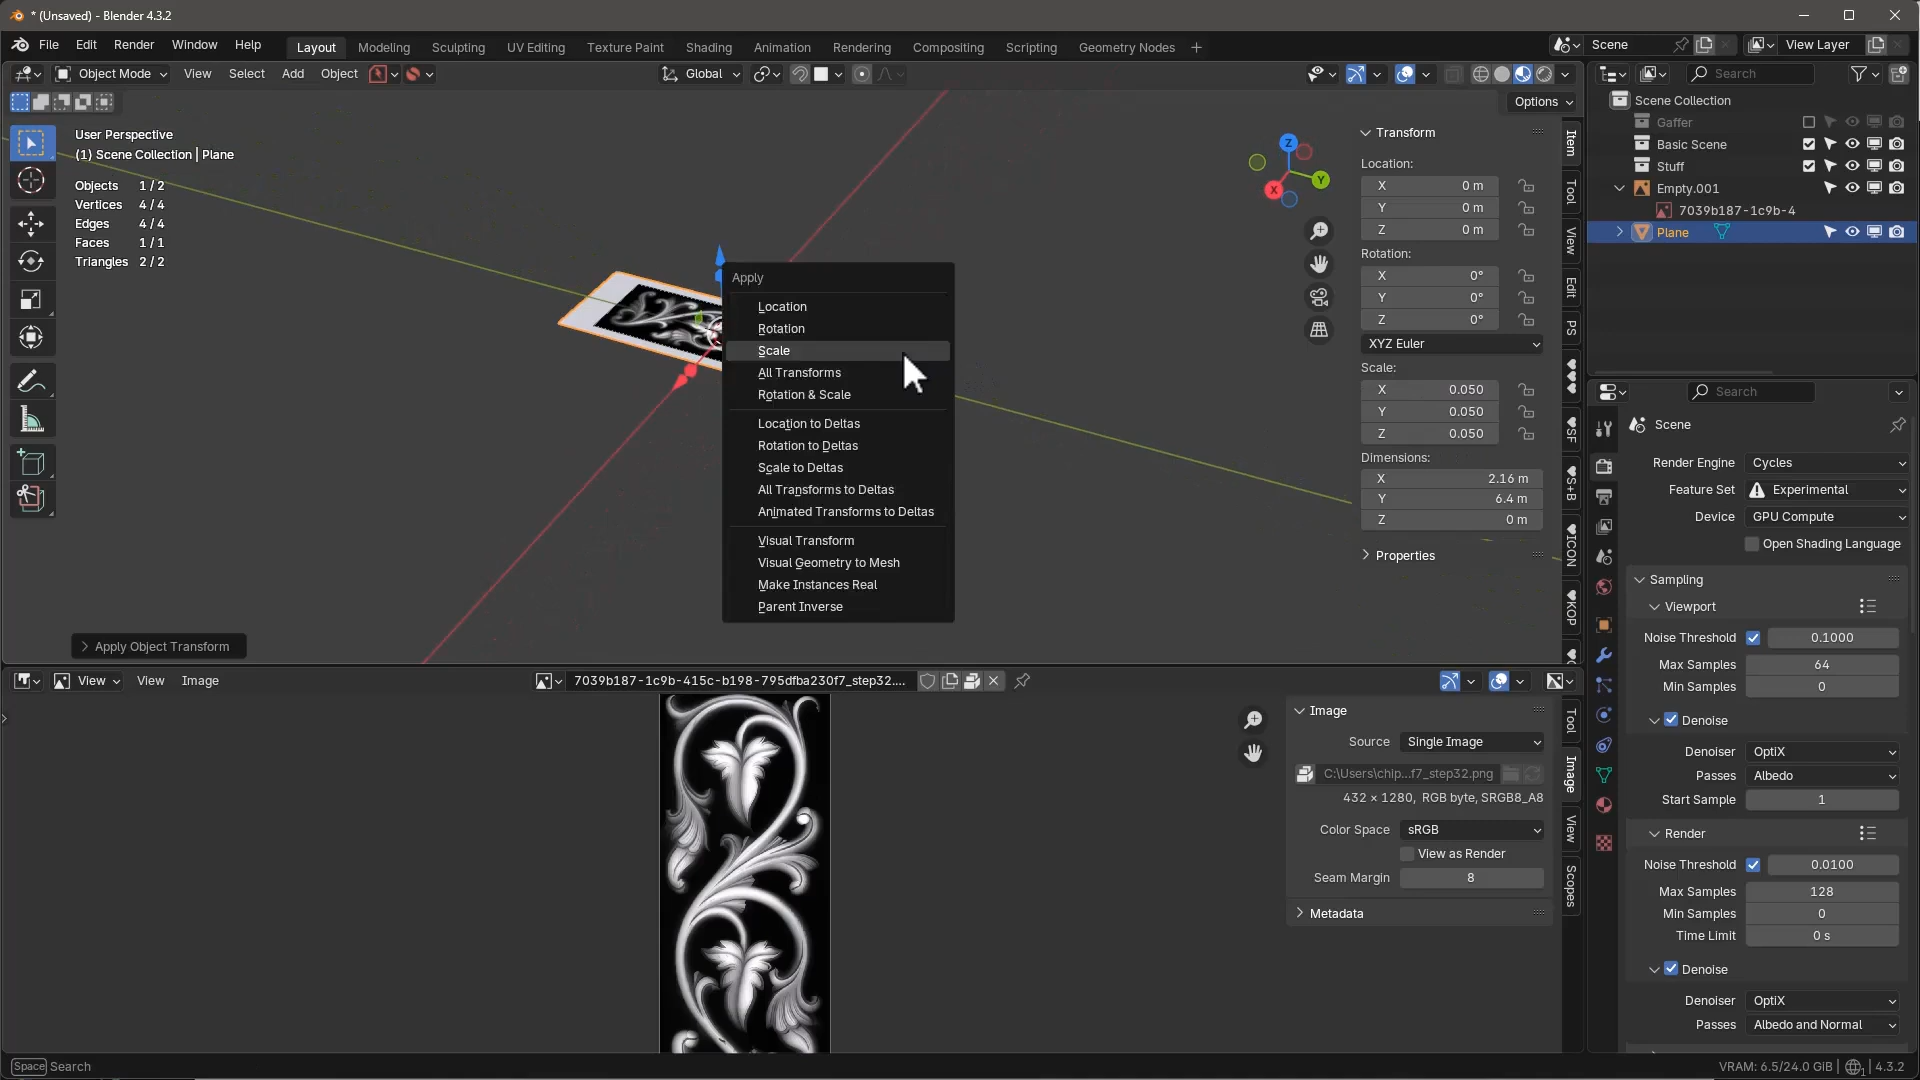 * (Unsaved) - Blender 4.3.2
File Edit Render Window Help
Layout Modeling Sculpting UV Editing Texture Paint Shading Animation Rendering Compositing Scripting Geometry Nodes +
Scene
View Layer
Object Mode View Select Add Object
Global
Options
User Perspective
(1) Scene Collection | Plane
Objects 1/2
Vertices 4/4
Edges 4/4
Faces 1/1
Triangles 2/2
Z
Y
X
Apply
Location
Rotation
Scale
All Transforms
Rotation & Scale
Location to Deltas
Rotation to Deltas
Scale to Deltas
All Transforms to Deltas
Animated Transforms to Deltas
Visual Transform
Visual Geometry to Mesh
Make Instances Real
Parent Inverse
Apply Object Transform
Transform
Location:
X 0 m
Y 0 m
Z 0 m
Rotation:
X 0°
Y 0°
Z 0°
XYZ Euler
Scale:
X 0.050
Y 0.050
Z 0.050
Dimensions:
X 2.16 m
Y 6.4 m
Z 0 m
Properties
Item
Tool
View
Edit
PS
SF
S+B
ICON
KOP
Search
Scene Collection
Gaffer
Basic Scene
Stuff
Empty.001
7039b187-1c9b-4
Plane
Search
Scene
Render Engine Cycles
Feature Set Experimental
Device GPU Compute
Open Shading Language
Sampling
Viewport
Noise Threshold 0.1000
Max Samples 64
Min Samples 0
Denoise
Denoiser OptiX
Passes Albedo
Start Sample 1
Render
Noise Threshold 0.0100
Max Samples 128
Min Samples 0
Time Limit 0 s
Denoise
Denoiser OptiX
Passes Albedo and Normal
View View Image
7039b187-1c9b-415c-b198-795dfba230f7_step32....
Image
Source Single Image
C:\Users\chip...f7_step32.png
432 × 1280, RGB byte, SRGB8_A8
Color Space sRGB
View as Render
Seam Margin 8
Metadata
Tool
Image
View
Scopes
Space Search
VRAM: 6.5/24.0 GiB | 1 | 4.3.2